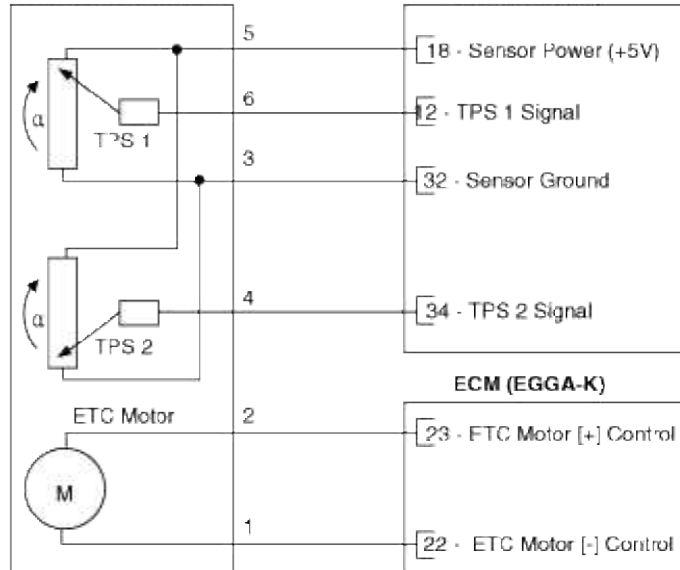 5
18 - Sensor Power (+5V)
α
6
12 - TPS 1 Signal
TPS 1
3
32 - Sensor Ground
α
4
34 - TPS 2 Signal
TPS 2
ECM (EGGA-K)
ETC Motor
2
23 - ETC Motor [+] Control
M
1
22 - ETC Motor [-] Control